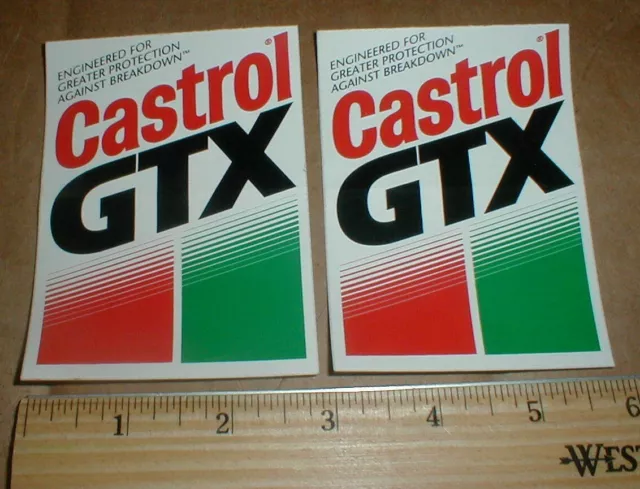 ENGINEERED FOR
GREATER PROTECTION
AGAINST BREAKDOWN™
Castrol®
GTX
ENGINEERED FOR
GREATER PROTECTION
AGAINST BREAKDOWN™
Castrol®
GTX
1 2 3 4 5 6
WES